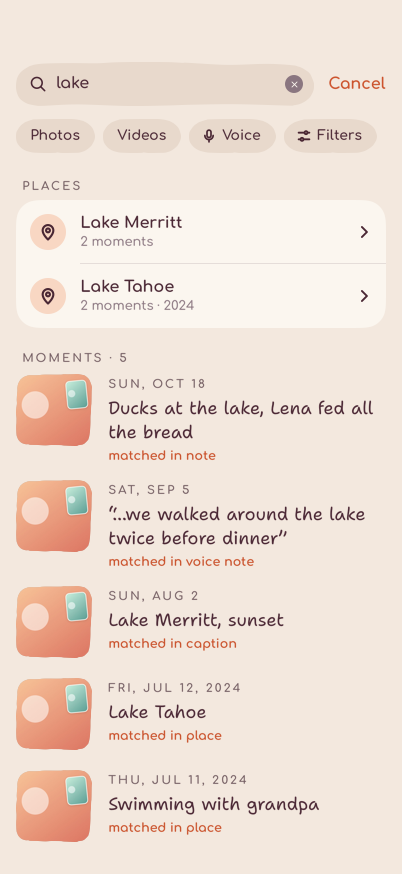 lake
Cancel
Photos
Videos
Voice
Filters
PLACES
Lake Merritt
2 moments
Lake Tahoe
2 moments · 2024
MOMENTS · 5
SUN, OCT 18
Ducks at the lake, Lena fed all
the bread
matched in note
SAT, SEP 5
“…we walked around the lake
twice before dinner”
matched in voice note
SUN, AUG 2
Lake Merritt, sunset
matched in caption
FRI, JUL 12, 2024
Lake Tahoe
matched in place
THU, JUL 11, 2024
Swimming with grandpa
matched in place